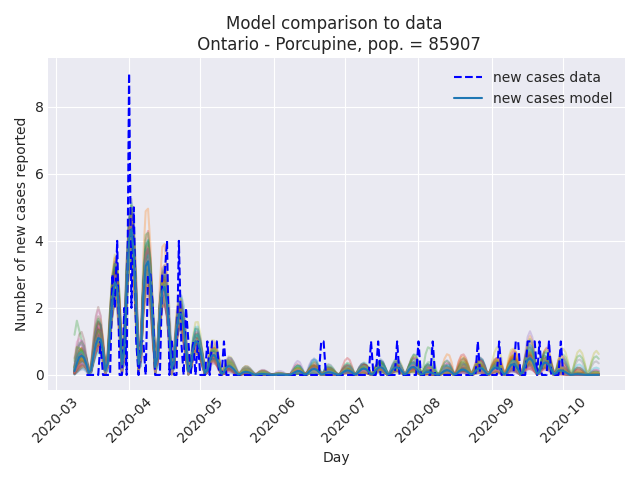 Model comparison to data
Ontario - Porcupine, pop. = 85907
new cases data
new cases model
Number of new cases reported
8
6
4
2
0
2020-03
2020-04
2020-05
2020-06
2020-07
2020-08
2020-09
2020-10
Day